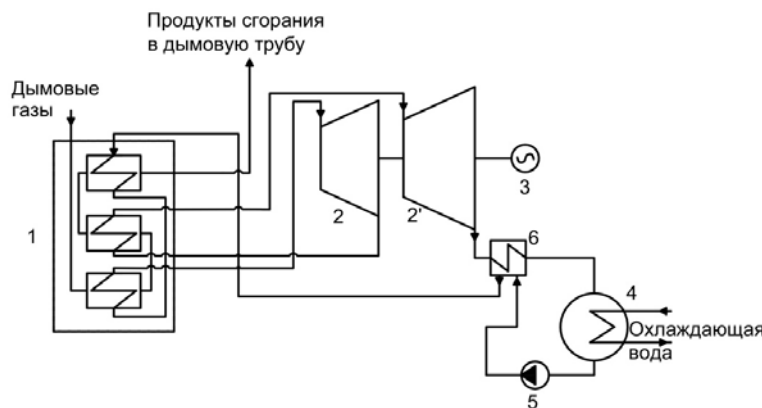 Продукты сгорания
в дымовую трубу
Дымовые
газы
1
2
2'
3
6
4
Охлаждающая
вода
5